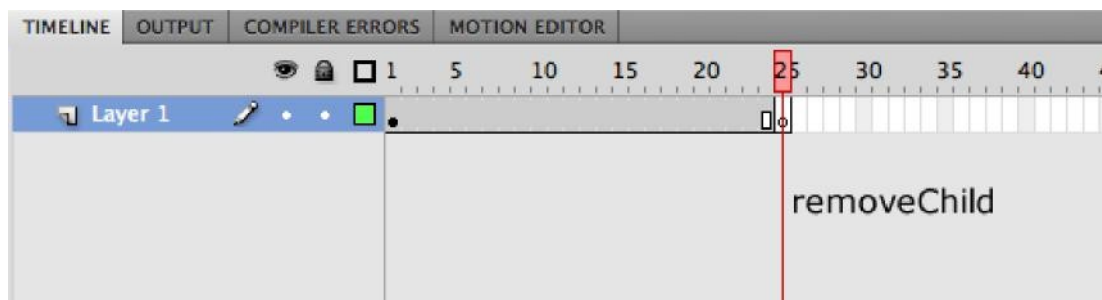 TIMELINE OUTPUT COMPILER ERRORS MOTION EDITOR
1 5 10 15 20 25 30 35 40
Layer 1
removeChild